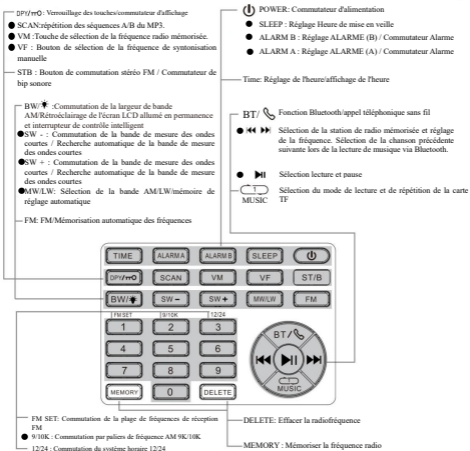 DPY/⊶O : Verrouillage des touches/commutateur d'affichage
● SCAN:répétition des séquences A/B du MP3.
● VM :Touche de sélection de la fréquence radio mémorisée.
● VF : Bouton de sélection de la fréquence de syntonisation
manuelle
STB : Bouton de commutation stéréo FM / Commutateur de
bip sonore
BW/☀ :Commutation de la largeur de bande
AM/Rétroéclairage de l'écran LCD allumé en permanence
et interrupteur de contrôle intelligent
● SW - : Commutation de la bande de mesure des ondes
courtes / Recherche automatique de la bande de mesure
des ondes courtes
● SW + : Commutation de la bande de mesure des ondes
courtes / Recherche automatique de la bande de mesure
des ondes courtes
● MW/LW: Sélection de la bande AM/LW/mémoire de
réglage automatique
FM: FM/Mémorisation automatique des fréquences
POWER: Commutateur d'alimentation
● SLEEP : Réglage Heure de mise en veille
● ALARM B : Réglage ALARME (B) / Commutateur Alarme
● ALARM A : Réglage ALARME (A) / Commutateur Alarme
Time: Réglage de l'heure/affichage de l'heure
BT/ Fonction Bluetooth/appel téléphonique sans fil
● Sélection de la station de radio mémorisée et réglage
de la fréquence. Sélection de la chanson précédente
suivante lors de la lecture de musique via Bluetooth.
● Sélection lecture et pause
1 MUSIC Sélection du mode de lecture et de répétition de la carte
TF
TIME ALARM A ALARM B SLEEP
DPY/⊶O SCAN VM VF ST/B
BW/☀ SW - SW + MW/LW FM
FM SET 9/10K 12/24
1 2 3
4 5 6
7 8 9
MEMORY 0 DELETE
BT/
1
MUSIC
FM SET: Commutation de la plage de fréquences de réception
FM
● 9/10K : Commutation par paliers de fréquence AM 9K/10K
12/24 : Commutation du système horaire 12/24
DELETE: Effacer la radiofréquence
MEMORY : Mémoriser la fréquence radio